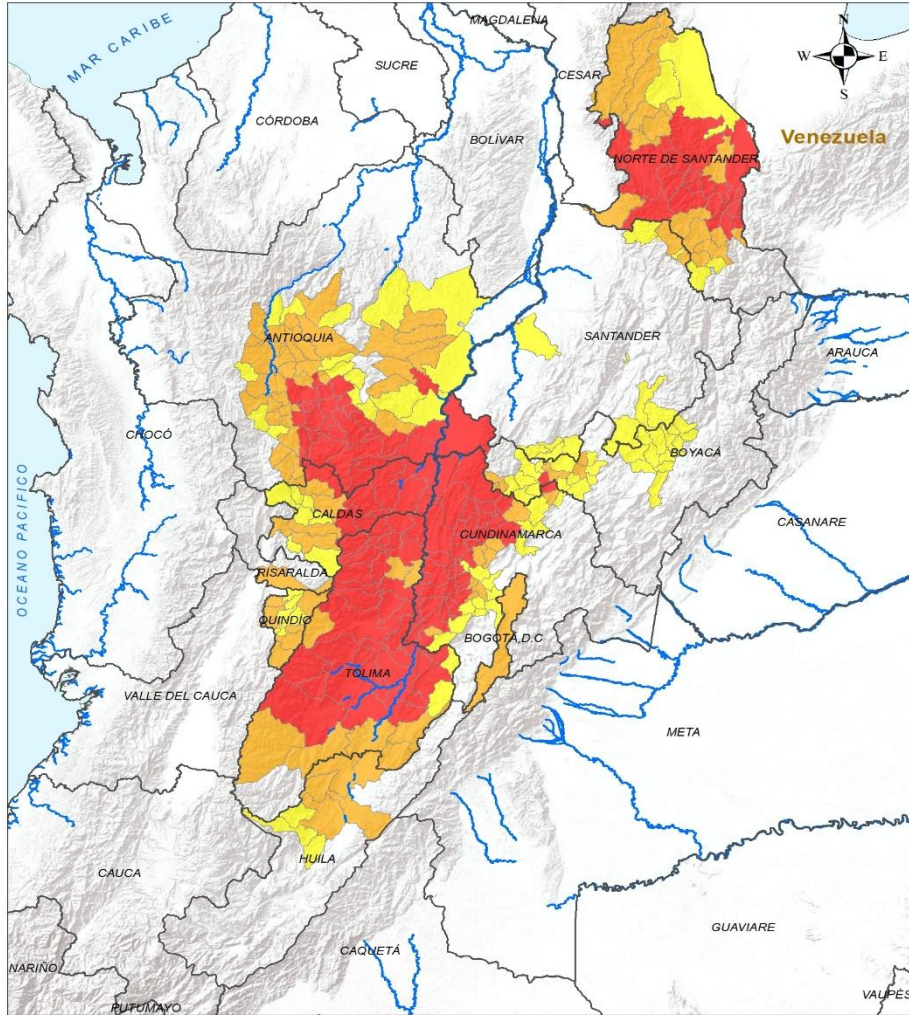 MAGDALENA
N
MAR CARIBE
SUCRE
CESAR
W E
S
CÓRDOBA
BOLÍVAR
Venezuela
NORTE DE SANTANDER
ANTIOQUIA
SANTANDER
ARAUCA
CHOCÓ
BOYACÁ
CALDAS
CUNDINAMARCA
CASANARE
OCEANO PACIFICO
RISARALDA
QUINDÍO
BOGOTÁ D.C
TOLIMA
VALLE DEL CAUCA
META
HUILA
CAUCA
GUAVIARE
CAQUETÁ
NARIÑO
VAUPÉS
PUTUMAYO